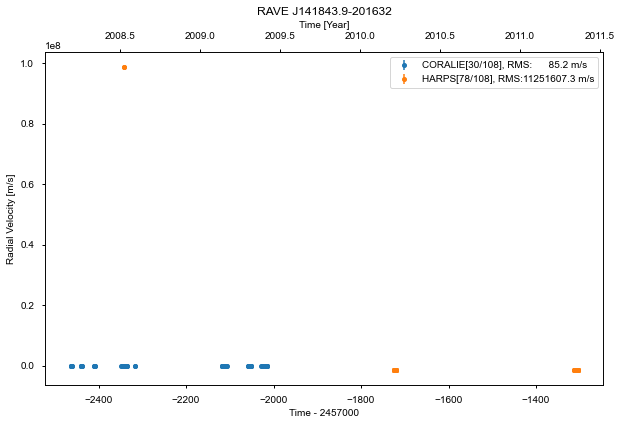 RAVE J141843.9-201632
Time [Year]
2008.5 2009.0 2009.5 2010.0 2010.5 2011.0 2011.5
1e8
CORALIE[30/108], RMS: 85.2 m/s
HARPS[78/108], RMS:11251607.3 m/s
1.0
0.8
0.6
0.4
0.2
0.0
Radial Velocity [m/s]
−2400 −2200 −2000 −1800 −1600 −1400
Time - 2457000